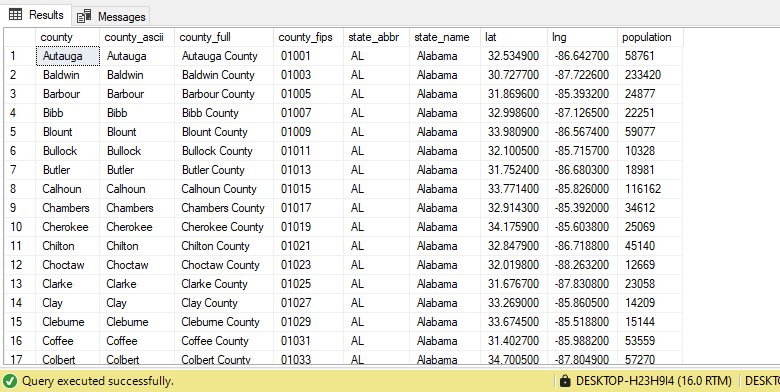 Results Messages
county county_ascii county_full county_fips state_abbr state_name lat lng population
1 Autauga Autauga Autauga County 01001 AL Alabama 32.534900 -86.642700 58761
2 Baldwin Baldwin Baldwin County 01003 AL Alabama 30.727700 -87.722600 233420
3 Barbour Barbour Barbour County 01005 AL Alabama 31.869600 -85.393200 24877
4 Bibb Bibb Bibb County 01007 AL Alabama 32.998600 -87.126500 22251
5 Blount Blount Blount County 01009 AL Alabama 33.980900 -86.567400 59077
6 Bullock Bullock Bullock County 01011 AL Alabama 32.100500 -85.715700 10328
7 Butler Butler Butler County 01013 AL Alabama 31.752400 -86.680300 18981
8 Calhoun Calhoun Calhoun County 01015 AL Alabama 33.771400 -85.826000 116162
9 Chambers Chambers Chambers County 01017 AL Alabama 32.914300 -85.392000 34612
10 Cherokee Cherokee Cherokee County 01019 AL Alabama 34.175900 -85.603800 25069
11 Chilton Chilton Chilton County 01021 AL Alabama 32.847900 -86.718800 45140
12 Choctaw Choctaw Choctaw County 01023 AL Alabama 32.019800 -88.263200 12669
13 Clarke Clarke Clarke County 01025 AL Alabama 31.676700 -87.830800 23058
14 Clay Clay Clay County 01027 AL Alabama 33.269000 -85.860500 14209
15 Cleburne Cleburne Cleburne County 01029 AL Alabama 33.674500 -85.518800 15144
16 Coffee Coffee Coffee County 01031 AL Alabama 31.402700 -85.988200 53559
17 Colbert Colbert Colbert County 01033 AL Alabama 34.700500 -87.804900 57270
Query executed successfully. DESKTOP-H23H9I4 (16.0 RTM) DESKTO